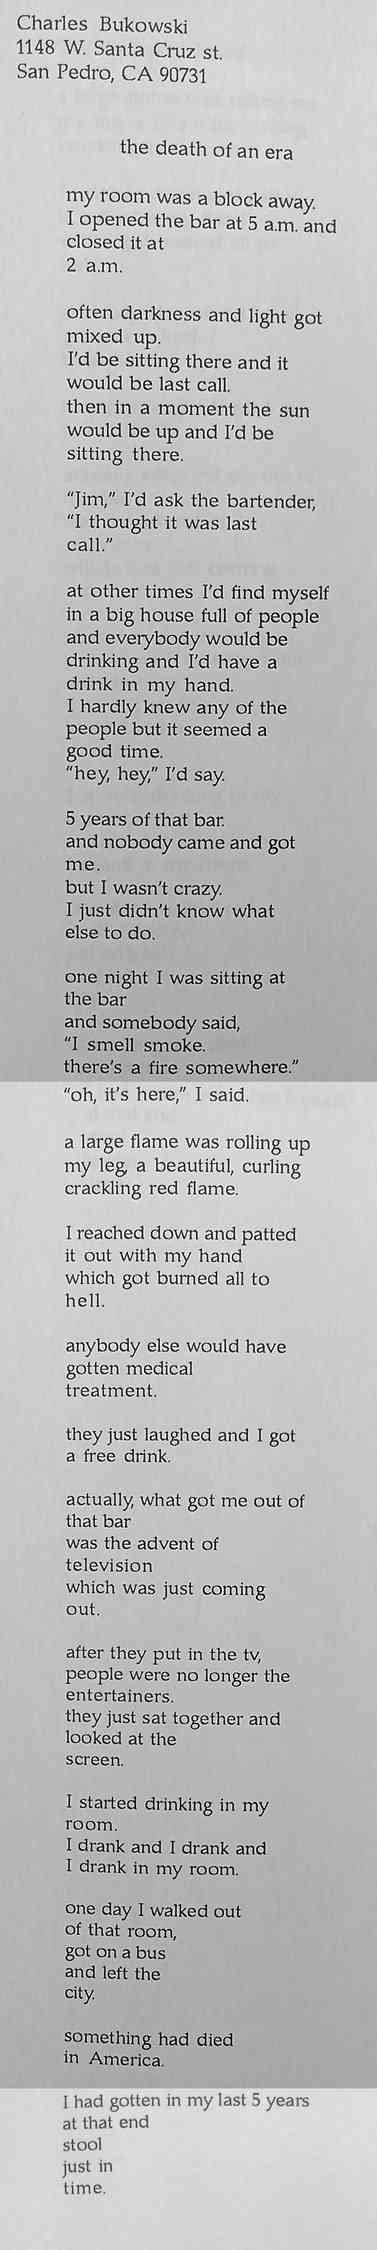 Charles Bukowski
1148 W. Santa Cruz st.
San Pedro, CA 90731
the death of an era
my room was a block away.
I opened the bar at 5 a.m. and
closed it at
2 a.m.
often darkness and light got
mixed up.
I'd be sitting there and it
would be last call.
then in a moment the sun
would be up and I'd be
sitting there.
“Jim,” I'd ask the bartender,
“I thought it was last
call.”
at other times I'd find myself
in a big house full of people
and everybody would be
drinking and I'd have a
drink in my hand.
I hardly knew any of the
people but it seemed a
good time.
“hey, hey,” I'd say.
5 years of that bar.
and nobody came and got
me.
but I wasn't crazy.
I just didn't know what
else to do.
one night I was sitting at
the bar
and somebody said,
“I smell smoke.
there's a fire somewhere.”
“oh, it's here,” I said.
a large flame was rolling up
my leg, a beautiful, curling
crackling red flame.
I reached down and patted
it out with my hand
which got burned all to
hell.
anybody else would have
gotten medical
treatment.
they just laughed and I got
a free drink.
actually, what got me out of
that bar
was the advent of
television
which was just coming
out.
after they put in the tv,
people were no longer the
entertainers.
they just sat together and
looked at the
screen.
I started drinking in my
room.
I drank and I drank and
I drank in my room.
one day I walked out
of that room,
got on a bus
and left the
city.
something had died
in America.
I had gotten in my last 5 years
at that end
stool
just in
time.